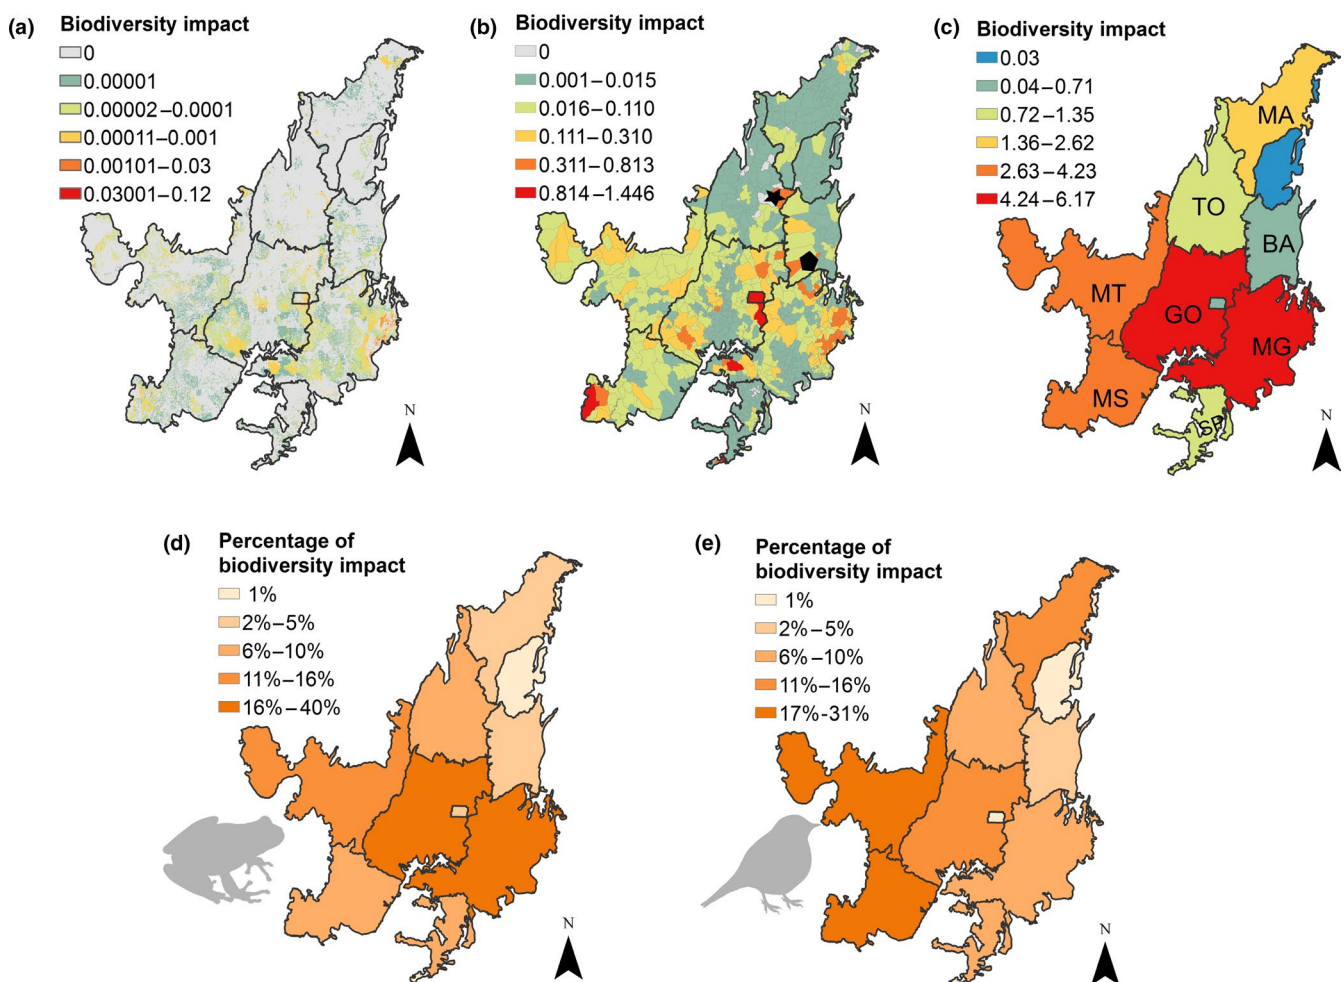 (a)
Biodiversity impact
0
0.00001
0.00002–0.0001
0.00011–0.001
0.00101–0.03
0.03001–0.12
N
(b)
Biodiversity impact
0
0.001–0.015
0.016–0.110
0.111–0.310
0.311–0.813
0.814–1.446
N
(c)
Biodiversity impact
0.03
0.04–0.71
0.72–1.35
1.36–2.62
2.63–4.23
4.24–6.17
MA
TO
BA
MT
GO
MG
MS
SP
N
(d)
Percentage of
biodiversity impact
1%
2%–5%
6%–10%
11%–16%
16%–40%
N
(e)
Percentage of
biodiversity impact
1%
2%–5%
6%–10%
11%–16%
17%-31%
N